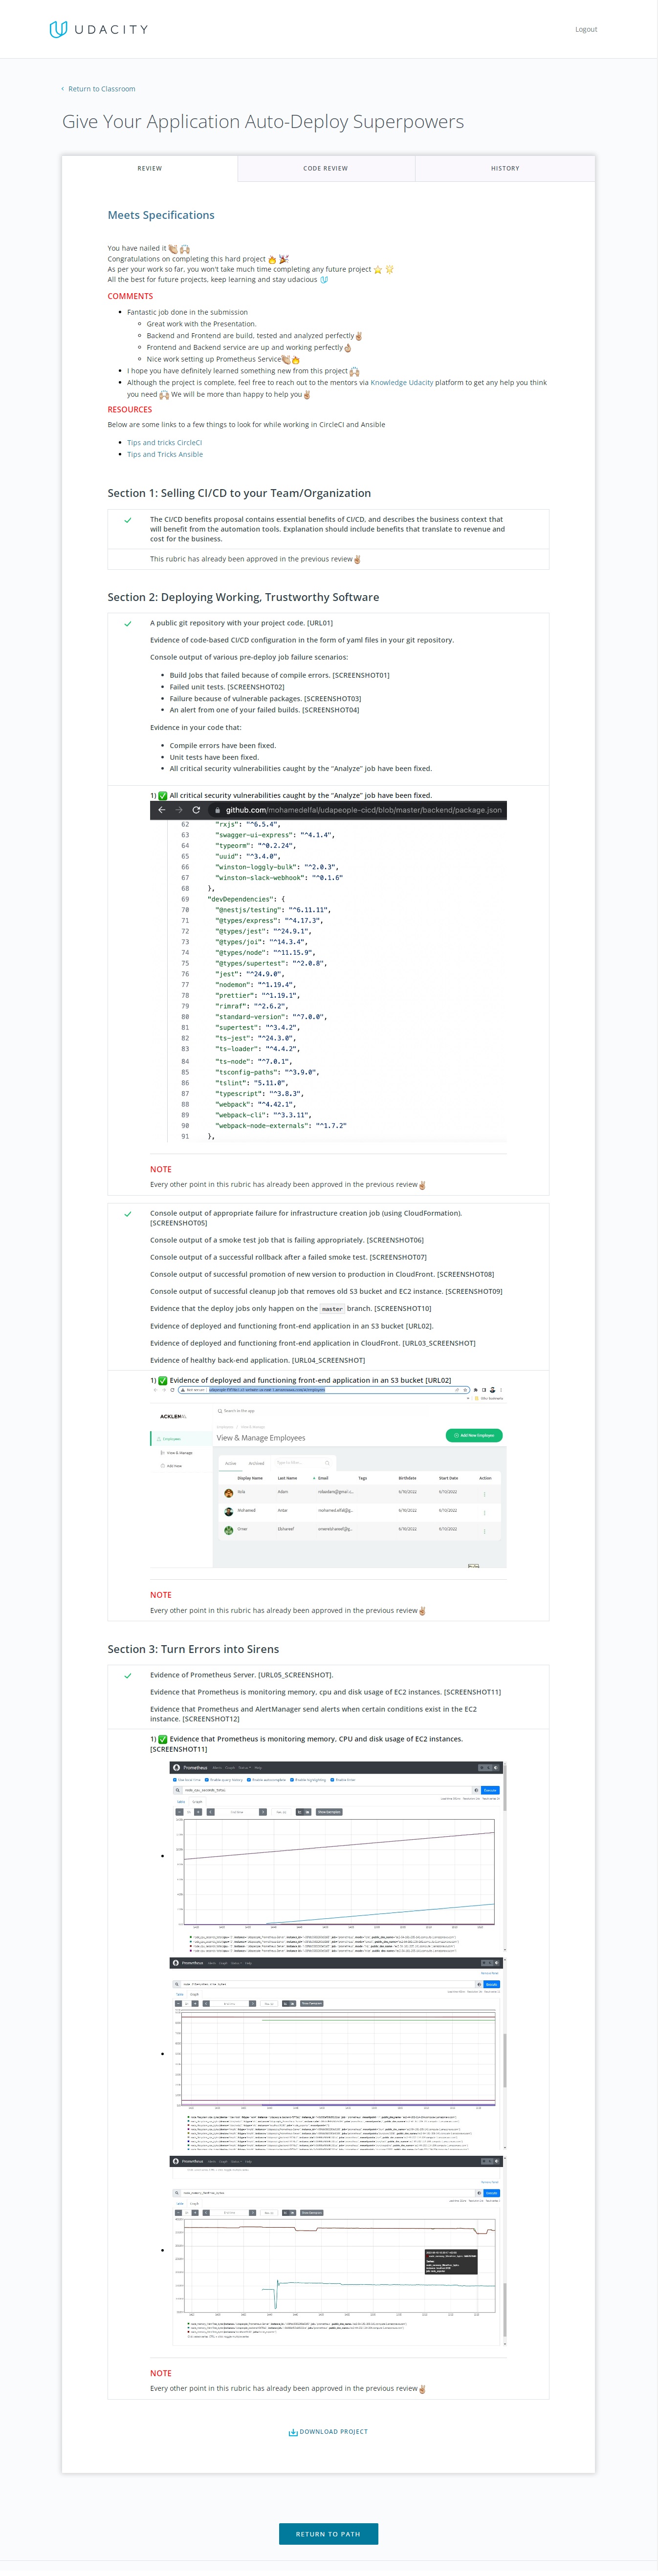 UDACITY
Logout
Return to Classroom
Give Your Application Auto-Deploy Superpowers
REVIEW
CODE REVIEW
HISTORY
Meets Specifications
You have nailed it 👏🏼 🙌🏼
Congratulations on completing this hard project 🔥 🎉
As per your work so far, you won't take much time completing any future project ⭐ 🌟
All the best for future projects, keep learning and stay udacious
COMMENTS
Fantastic job done in the submission
Great work with the Presentation.
Backend and Frontend are build, tested and analyzed perfectly✌🏼
Frontend and Backend service are up and working perfectly👌🏼
Nice work setting up Prometheus Service👏🏼🔥
I hope you have definitely learned something new from this project 🙌🏼
Although the project is complete, feel free to reach out to the mentors via Knowledge Udacity platform to get any help you think
you need 🙌🏼 We will be more than happy to help you✌🏼
RESOURCES
Below are some links to a few things to look for while working in CircleCI and Ansible
Tips and tricks CircleCI
Tips and Tricks Ansible
Section 1: Selling CI/CD to your Team/Organization
The CI/CD benefits proposal contains essential benefits of CI/CD, and describes the business context that
will benefit from the automation tools. Explanation should include benefits that translate to revenue and
cost for the business.
This rubric has already been approved in the previous review✌🏼
Section 2: Deploying Working, Trustworthy Software
A public git repository with your project code. [URL01]
Evidence of code-based CI/CD configuration in the form of yaml files in your git repository.
Console output of various pre-deploy job failure scenarios:
Build Jobs that failed because of compile errors. [SCREENSHOT01]
Failed unit tests. [SCREENSHOT02]
Failure because of vulnerable packages. [SCREENSHOT03]
An alert from one of your failed builds. [SCREENSHOT04]
Evidence in your code that:
Compile errors have been fixed.
Unit tests have been fixed.
All critical security vulnerabilities caught by the “Analyze” job have been fixed.
1) ✅ All critical security vulnerabilities caught by the “Analyze” job have been fixed.
github.com/mohamedelfal/udapeople-cicd/blob/master/backend/package.json
62 "rxjs": "^6.5.4",
63 "swagger-ui-express": "^4.1.4",
64 "typeorm": "^0.2.24",
65 "uuid": "^3.4.0",
66 "winston-loggly-bulk": "^2.0.3",
67 "winston-slack-webhook": "^0.1.6"
68 },
69 "devDependencies": {
70 "@nestjs/testing": "^6.11.11",
71 "@types/express": "^4.17.3",
72 "@types/jest": "^24.9.1",
73 "@types/joi": "^14.3.4",
74 "@types/node": "^11.15.9",
75 "@types/supertest": "^2.0.8",
76 "jest": "^24.9.0",
77 "nodemon": "^1.19.4",
78 "prettier": "^1.19.1",
79 "rimraf": "^2.6.2",
80 "standard-version": "^7.0.0",
81 "supertest": "^3.4.2",
82 "ts-jest": "^24.3.0",
83 "ts-loader": "^4.4.2",
84 "ts-node": "^7.0.1",
85 "tsconfig-paths": "^3.9.0",
86 "tslint": "5.11.0",
87 "typescript": "^3.8.3",
88 "webpack": "^4.42.1",
89 "webpack-cli": "^3.3.11",
90 "webpack-node-externals": "^1.7.2"
91 },
NOTE
Every other point in this rubric has already been approved in the previous review✌🏼
Console output of appropriate failure for infrastructure creation job (using CloudFormation).
[SCREENSHOT05]
Console output of a smoke test job that is failing appropriately. [SCREENSHOT06]
Console output of a successful rollback after a failed smoke test. [SCREENSHOT07]
Console output of successful promotion of new version to production in CloudFront. [SCREENSHOT08]
Console output of successful cleanup job that removes old S3 bucket and EC2 instance. [SCREENSHOT09]
Evidence that the deploy jobs only happen on the master branch. [SCREENSHOT10]
Evidence of deployed and functioning front-end application in an S3 bucket [URL02].
Evidence of deployed and functioning front-end application in CloudFront. [URL03_SCREENSHOT]
Evidence of healthy back-end application. [URL04_SCREENSHOT]
1) ✅ Evidence of deployed and functioning front-end application in an S3 bucket [URL02]
Search in the app
View & Manage Employees
Add New Employee
Employees
View & Manage
Add New
Active Archived
Display Name Last Name Email Tags Birthdate Start Date Action
Adam
Mohamed
Omar
NOTE
Every other point in this rubric has already been approved in the previous review✌🏼
Section 3: Turn Errors into Sirens
Evidence of Prometheus Server. [URL05_SCREENSHOT].
Evidence that Prometheus is monitoring memory, cpu and disk usage of EC2 instances. [SCREENSHOT11]
Evidence that Prometheus and AlertManager send alerts when certain conditions exist in the EC2
instance. [SCREENSHOT12]
1) ✅ Evidence that Prometheus is monitoring memory, CPU and disk usage of EC2 instances.
[SCREENSHOT11]
Prometheus Alerts Graph Status Help
Execute
Table Graph
Prometheus
Execute
Prometheus
Execute
NOTE
Every other point in this rubric has already been approved in the previous review✌🏼
DOWNLOAD PROJECT
RETURN TO PATH